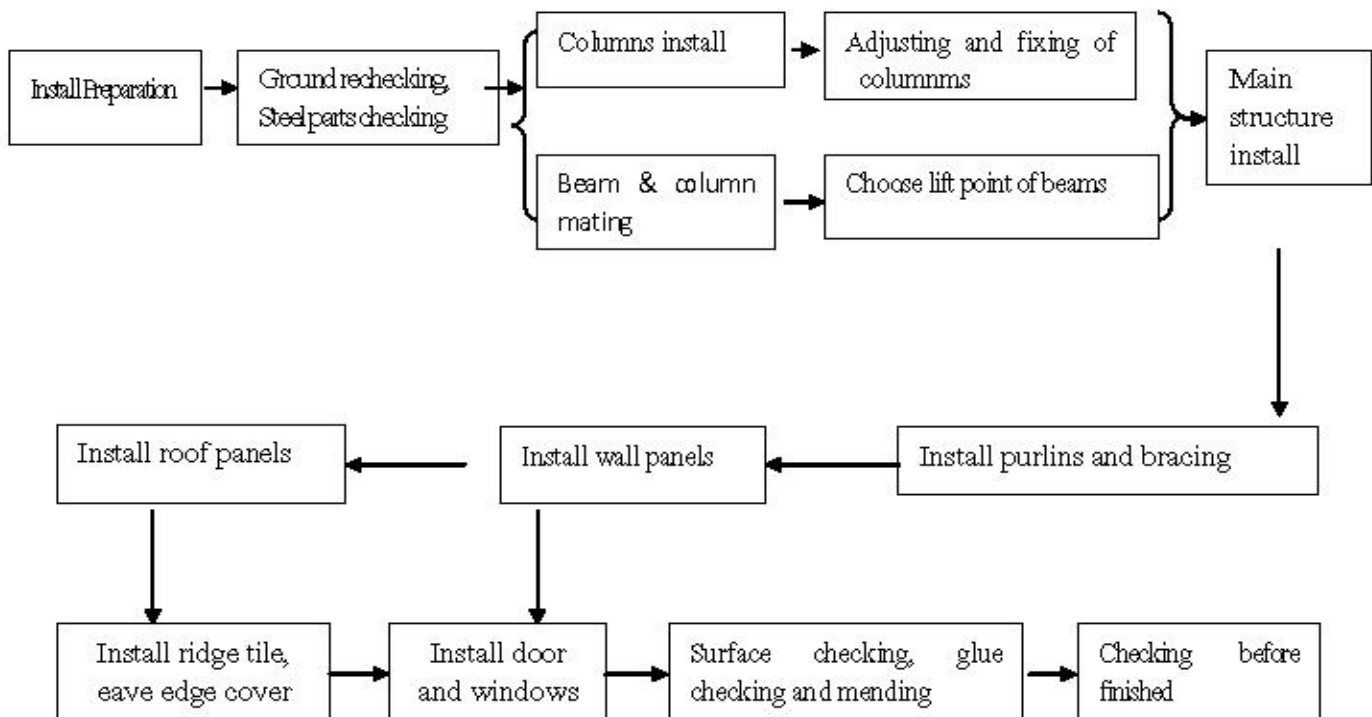 Install Preparation
Ground rechecking,
Steel parts checking
Columns install
Adjusting and fixing of
columnms
Beam & column
mating
Choose lift point of beams
Main
structure
install
Install roof panels
Install wall panels
Install purlins and bracing
Install ridge tile,
eave edge cover
Install door
and windows
Surface checking, glue
checking and mending
Checking before
finished